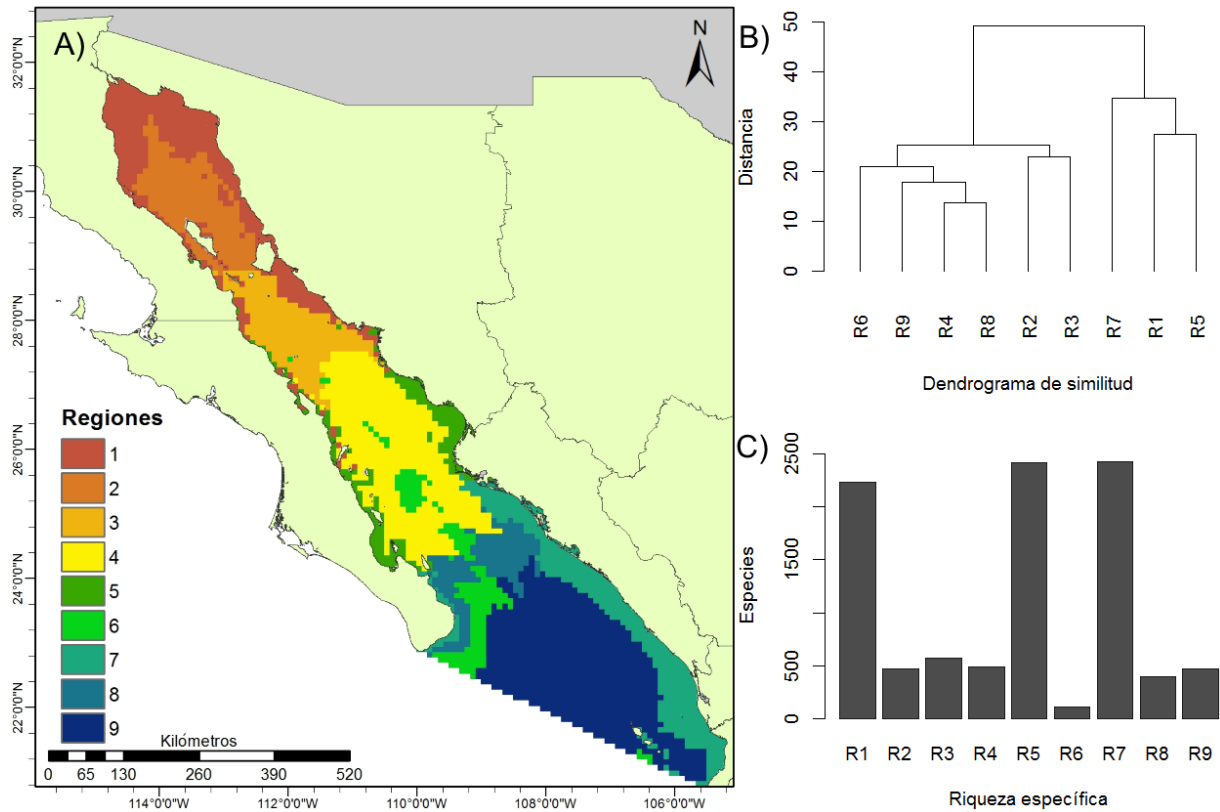 A)
N
32°0'0"N
30°0'0"N
28°0'0"N
26°0'0"N
24°0'0"N
22°0'0"N
Regiones
1
2
3
4
5
6
7
8
9
Kilómetros
0 65 130 260 390 520
114°0'0"W 112°0'0"W 110°0'0"W 108°0'0"W 106°0'0"W
B)
Distancia
50
40
30
20
10
0
R6 R9 R4 R8 R2 R3 R7 R1 R5
Dendrograma de similitud
C)
Especies
2500
1500
500
0
R1 R2 R3 R4 R5 R6 R7 R8 R9
Riqueza específica